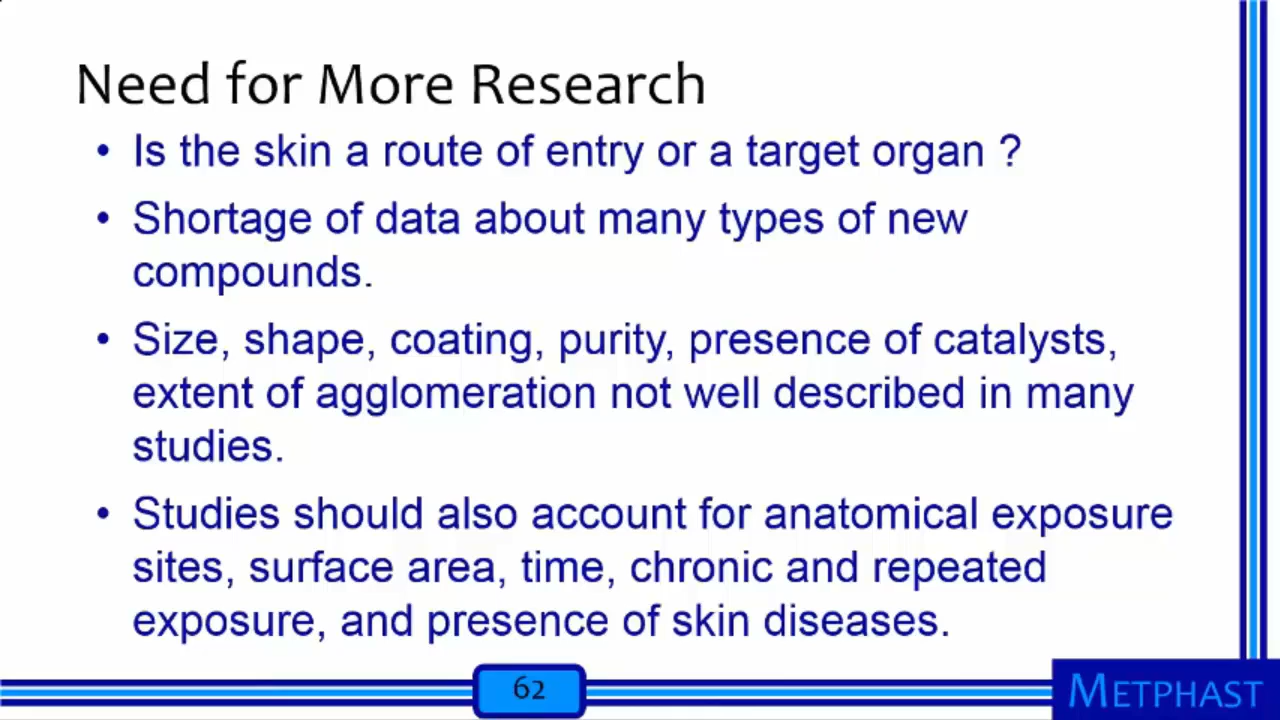 Need for More Research
• Is the skin a route of entry or a target organ ?
• Shortage of data about many types of new
compounds.
• Size, shape, coating, purity, presence of catalysts,
extent of agglomeration not well described in many
studies.
• Studies should also account for anatomical exposure
sites, surface area, time, chronic and repeated
exposure, and presence of skin diseases.
62
METPHAST